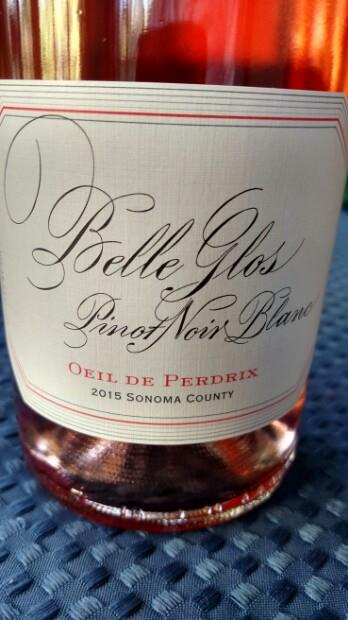 Belle Glos
Pinot Noir Blanc
OEIL DE PERDRIX
2015 SONOMA COUNTY